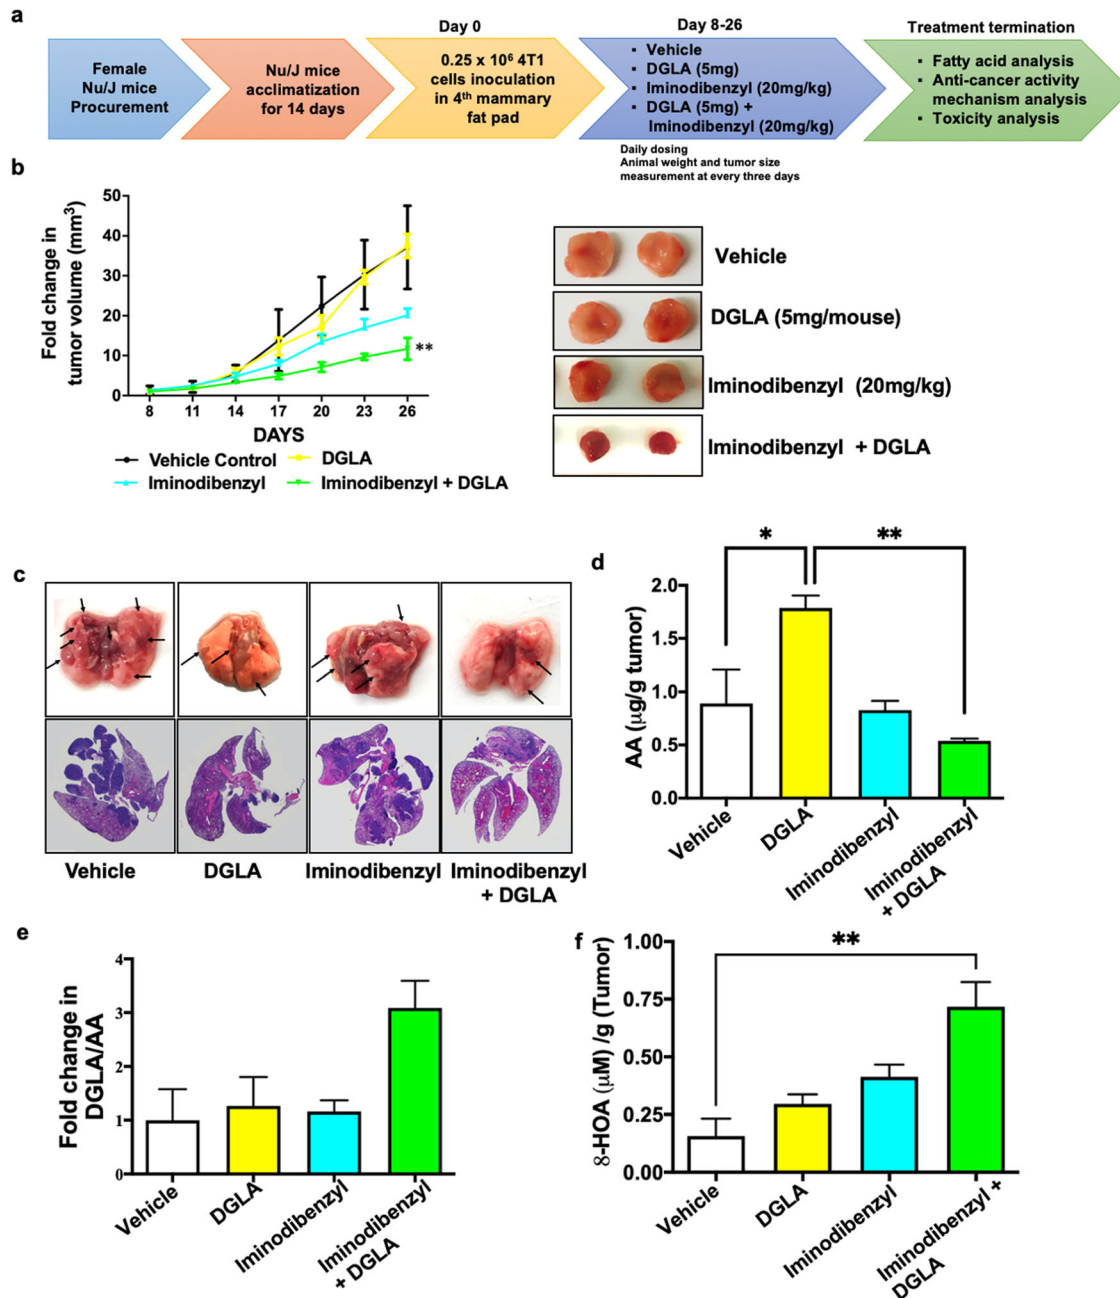 a
Day 0
Day 8-26
Treatment termination
Female
Nu/J mice
Procurement
Nu/J mice
acclimatization
for 14 days
0.25 x 10⁶ 4T1
cells inoculation
in 4ᵗʰ mammary
fat pad
▪ Vehicle
▪ DGLA (5mg)
▪ Iminodibenzyl (20mg/kg)
▪ DGLA (5mg) +
Iminodibenzyl (20mg/kg)
▪ Fatty acid analysis
▪ Anti-cancer activity
mechanism analysis
▪ Toxicity analysis
Daily dosing
Animal weight and tumor size
measurement at every three days
b
Fold change in
tumor volume (mm³)
50
40
30
20
10
0
8 11 14 17 20 23 26
DAYS
**
Vehicle Control
DGLA
Iminodibenzyl
Iminodibenzyl + DGLA
Vehicle
DGLA (5mg/mouse)
Iminodibenzyl (20mg/kg)
Iminodibenzyl + DGLA
c
Vehicle
DGLA
Iminodibenzyl
Iminodibenzyl
+ DGLA
d
*
**
AA (μg/g tumor)
2.0
1.5
1.0
0.5
0.0
Vehicle
DGLA
Iminodibenzyl
Iminodibenzyl
+ DGLA
e
Fold change in
DGLA/AA
4
3
2
1
0
Vehicle
DGLA
Iminodibenzyl
Iminodibenzyl
+ DGLA
f
**
8-HOA (μM) /g (Tumor)
1.00
0.75
0.50
0.25
0.00
Vehicle
DGLA
Iminodibenzyl
Iminodibenzyl +
DGLA